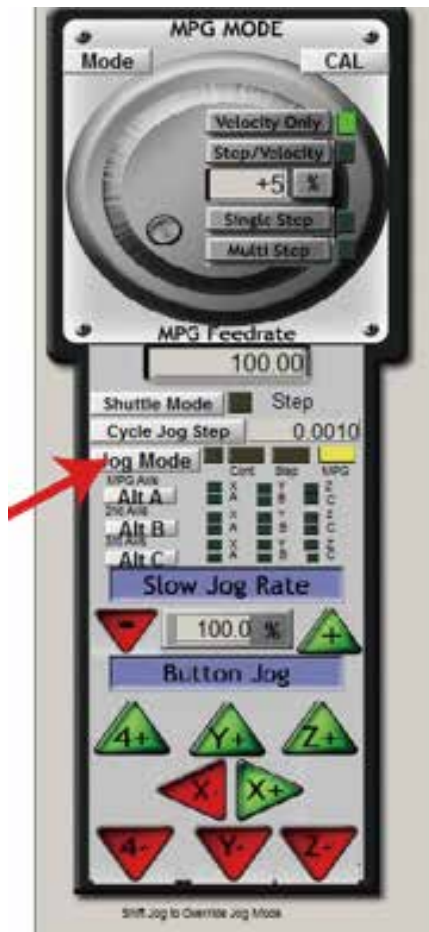 MPG MODE
Mode CAL
Velocity Only
Step/Velocity
+5 %
Single Step
Multi Step
MPG Feedrate
100.00
Shuttle Mode Step
Cycle Jog Step 0.0010
Jog Mode
Cont Step MPG
MPG Axis
Alt A X Y Z
A B C
2nd Axis
Alt B X Y Z
A B C
3rd Axis
Alt C X Y Z
A B C
Slow Jog Rate
- 100.0 % +
Button Jog
4+ Y+ Z+
X- X+
4- Y- Z-
Shift Jog to Override Jog Mode